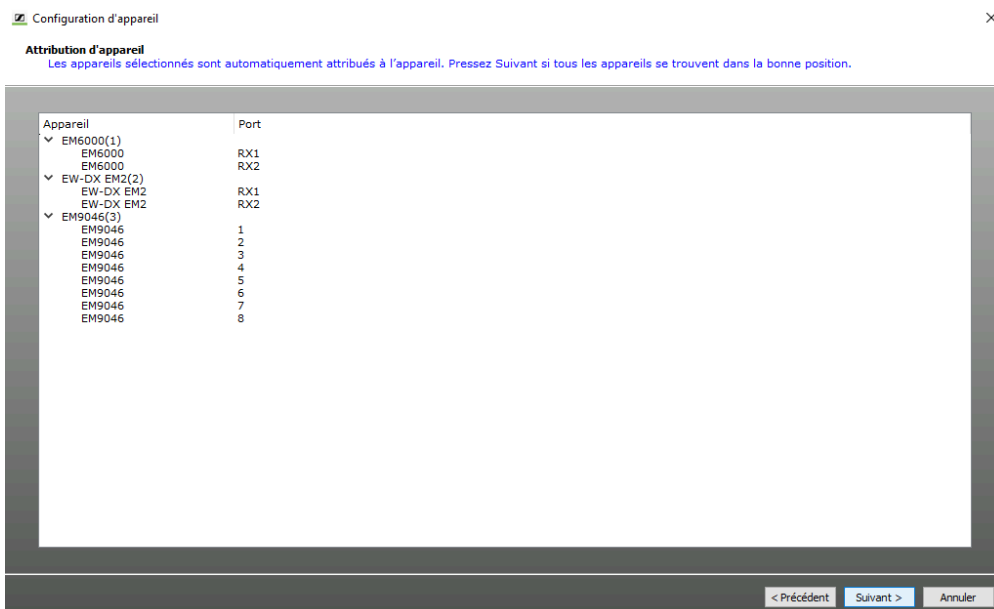 Configuration d'appareil
Attribution d'appareil
Les appareils sélectionnés sont automatiquement attribués à l'appareil. Pressez Suivant si tous les appareils se trouvent dans la bonne position.
Appareil Port
EM6000(1)
EM6000 RX1
EM6000 RX2
EW-DX EM2(2)
EW-DX EM2 RX1
EW-DX EM2 RX2
EM9046(3)
EM9046 1
EM9046 2
EM9046 3
EM9046 4
EM9046 5
EM9046 6
EM9046 7
EM9046 8
< Précédent Suivant > Annuler